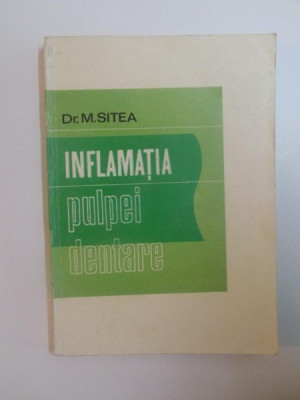 Dr. M. SITEA
INFLAMAȚIA
pulpei
dentare